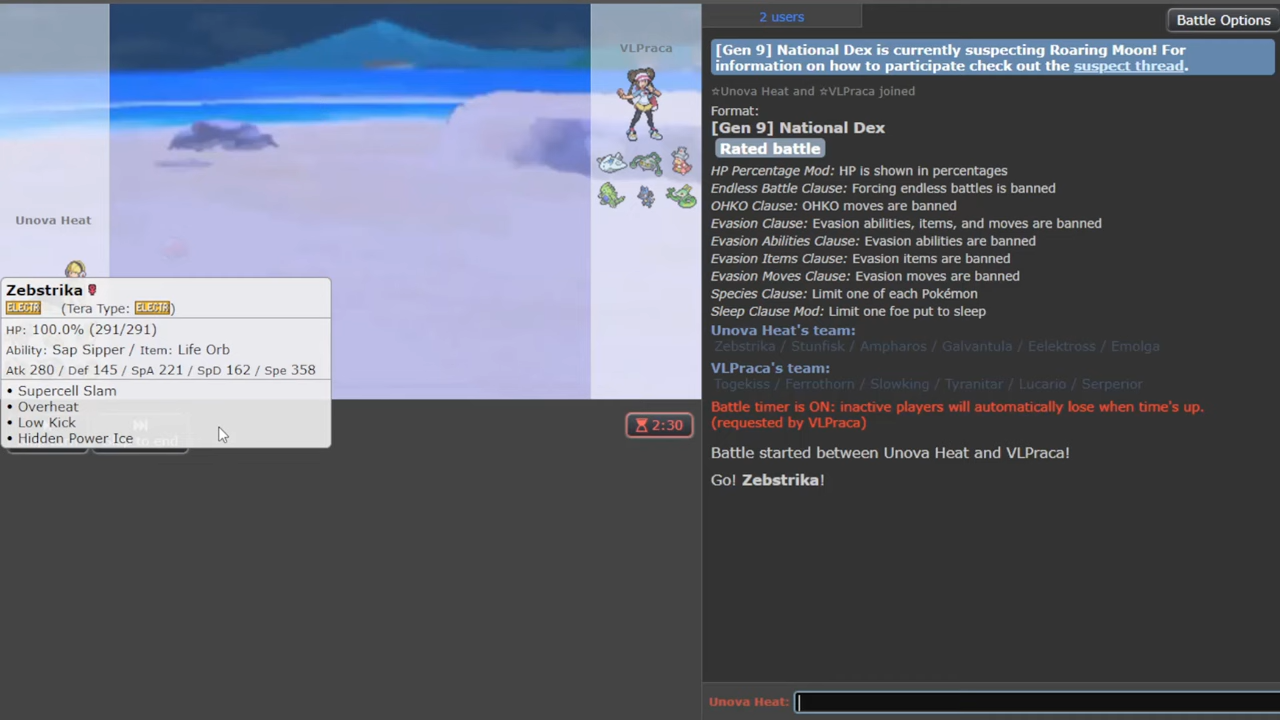 2 users
Battle Options
[Gen 9] National Dex is currently suspecting Roaring Moon! For
information on how to participate check out the suspect thread.
☆Unova Heat and ☆VLPraca joined
Format:
[Gen 9] National Dex
Rated battle
HP Percentage Mod: HP is shown in percentages
Endless Battle Clause: Forcing endless battles is banned
OHKO Clause: OHKO moves are banned
Evasion Clause: Evasion abilities, items, and moves are banned
Evasion Abilities Clause: Evasion abilities are banned
Evasion Items Clause: Evasion items are banned
Evasion Moves Clause: Evasion moves are banned
Species Clause: Limit one of each Pokémon
Sleep Clause Mod: Limit one foe put to sleep
Unova Heat's team:
Zebstrika / Stunfisk / Ampharos / Galvantula / Eelektross / Emolga
VLPraca's team:
Togekiss / Ferrothorn / Slowking / Tyranitar / Lucario / Serperior
Battle timer is ON: inactive players will automatically lose when time's up.
(requested by VLPraca)
Battle started between Unova Heat and VLPraca!
Go! Zebstrika!
Unova Heat:
VLPraca
Unova Heat
Zebstrika
ELECTR (Tera Type: ELECTR)
HP: 100.0% (291/291)
Ability: Sap Sipper / Item: Life Orb
Atk 280 / Def 145 / SpA 221 / SpD 162 / Spe 358
• Supercell Slam
• Overheat
• Low Kick
• Hidden Power Ice
end
2:30